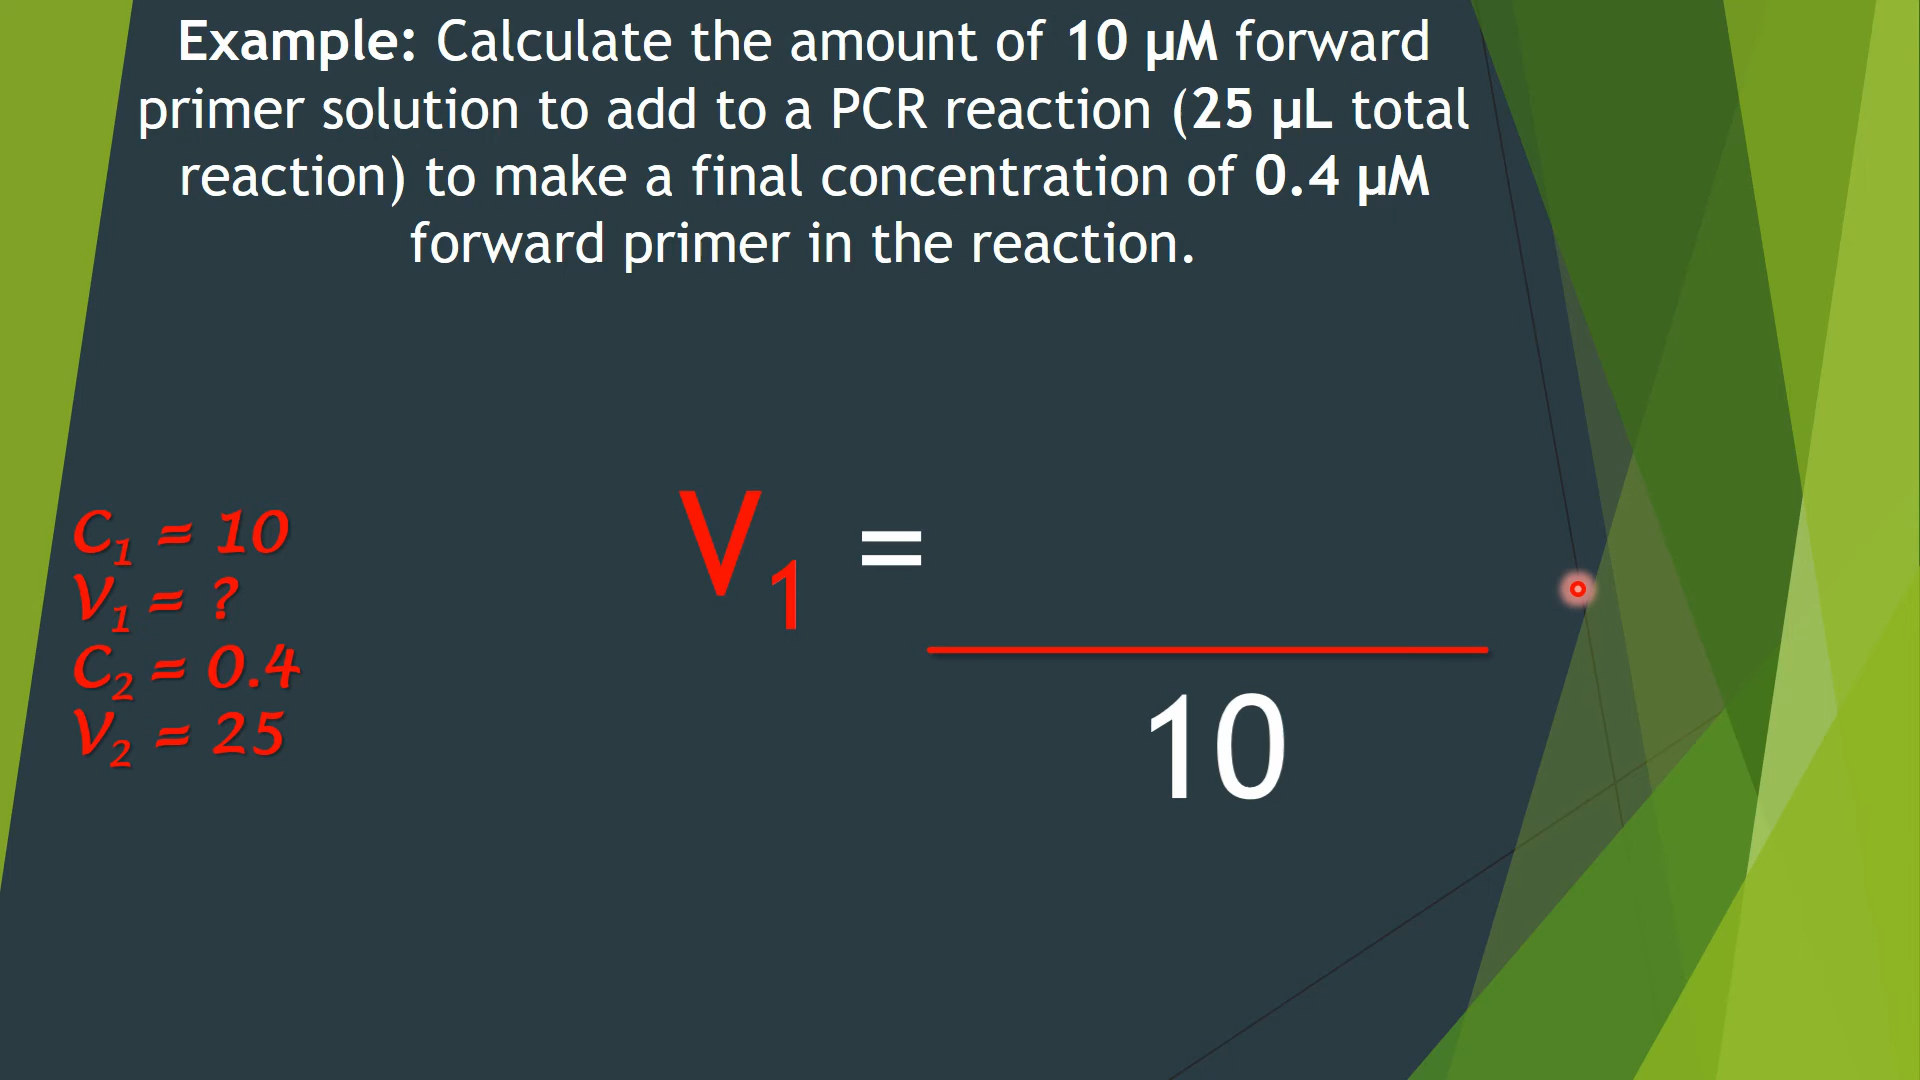 Example: Calculate the amount of 10 µM forward
primer solution to add to a PCR reaction (25 µL total
reaction) to make a final concentration of 0.4 µM
forward primer in the reaction.
C₁ = 10
V₁ = ?
C₂ = 0.4
V₂ = 25
V₁ =
10